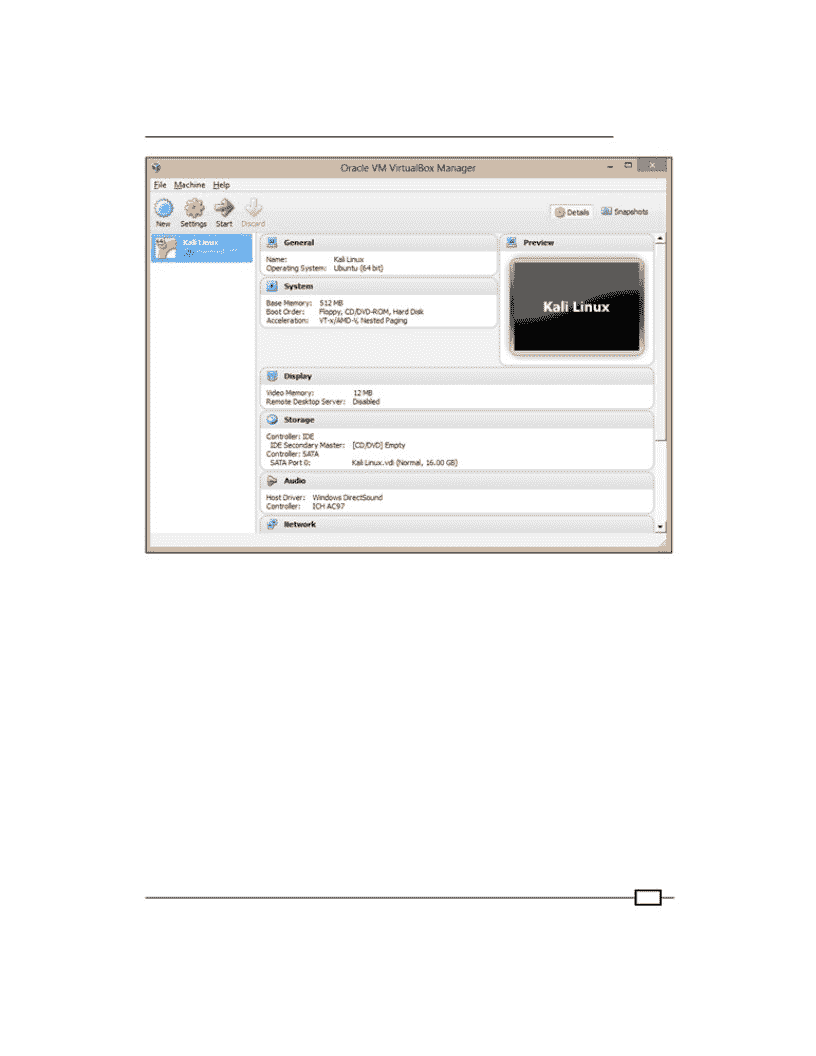 Oracle VM VirtualBox Manager
File Machine Help
New Settings Start Discard
Details Snapshots
Kali Linux
General
Name: Kali Linux
Operating System: Ubuntu (64 bit)
System
Base Memory: 512 MB
Boot Order: Floppy, CD/DVD-ROM, Hard Disk
Acceleration: VT-x/AMD-V, Nested Paging
Preview
Kali Linux
Display
Video Memory: 12 MB
Remote Desktop Server: Disabled
Storage
Controller: IDE
IDE Secondary Master: [CD/DVD] Empty
Controller: SATA
SATA Port 0: Kali Linux.vdi (Normal, 16.00 GB)
Audio
Host Driver: Windows DirectSound
Controller: ICH AC97
Network